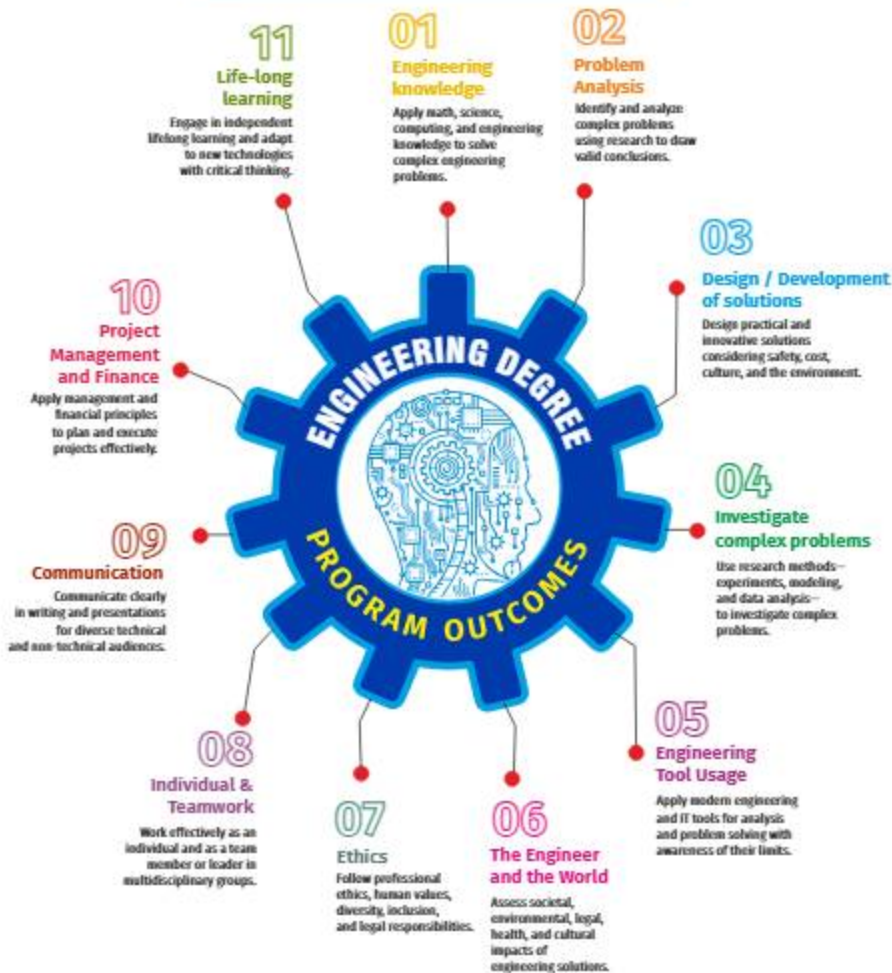 ENGINEERING DEGREE
PROGRAM OUTCOMES
01
Engineering
knowledge
Apply math, science,
computing, and engineering
knowledge to solve
complex engineering
problems.
02
Problem
Analysis
Identify and analyze
complex problems
using research to draw
valid conclusions.
03
Design / Development
of solutions
Design practical and
innovative solutions
considering safety, cost,
culture, and the environment.
04
Investigate
complex problems
Use research methods—
experiments, modeling,
and data analysis—
to investigate complex
problems.
05
Engineering
Tool Usage
Apply modern engineering
and IT tools for analysis
and problem solving with
awareness of their limits.
06
The Engineer
and the World
Assess societal,
environmental, legal,
health, and cultural
impacts of
engineering solutions.
07
Ethics
Follow professional
ethics, human values,
diversity, inclusion,
and legal responsibilities.
08
Individual &
Teamwork
Work effectively as an
individual and as a team
member or leader in
multidisciplinary groups.
09
Communication
Communicate clearly
in writing and presentations
for diverse technical
and non-technical audiences.
10
Project
Management
and Finance
Apply management and
financial principles
to plan and execute
projects effectively.
11
Life-long
learning
Engage in independent
lifelong learning and adapt
to new technologies
with critical thinking.